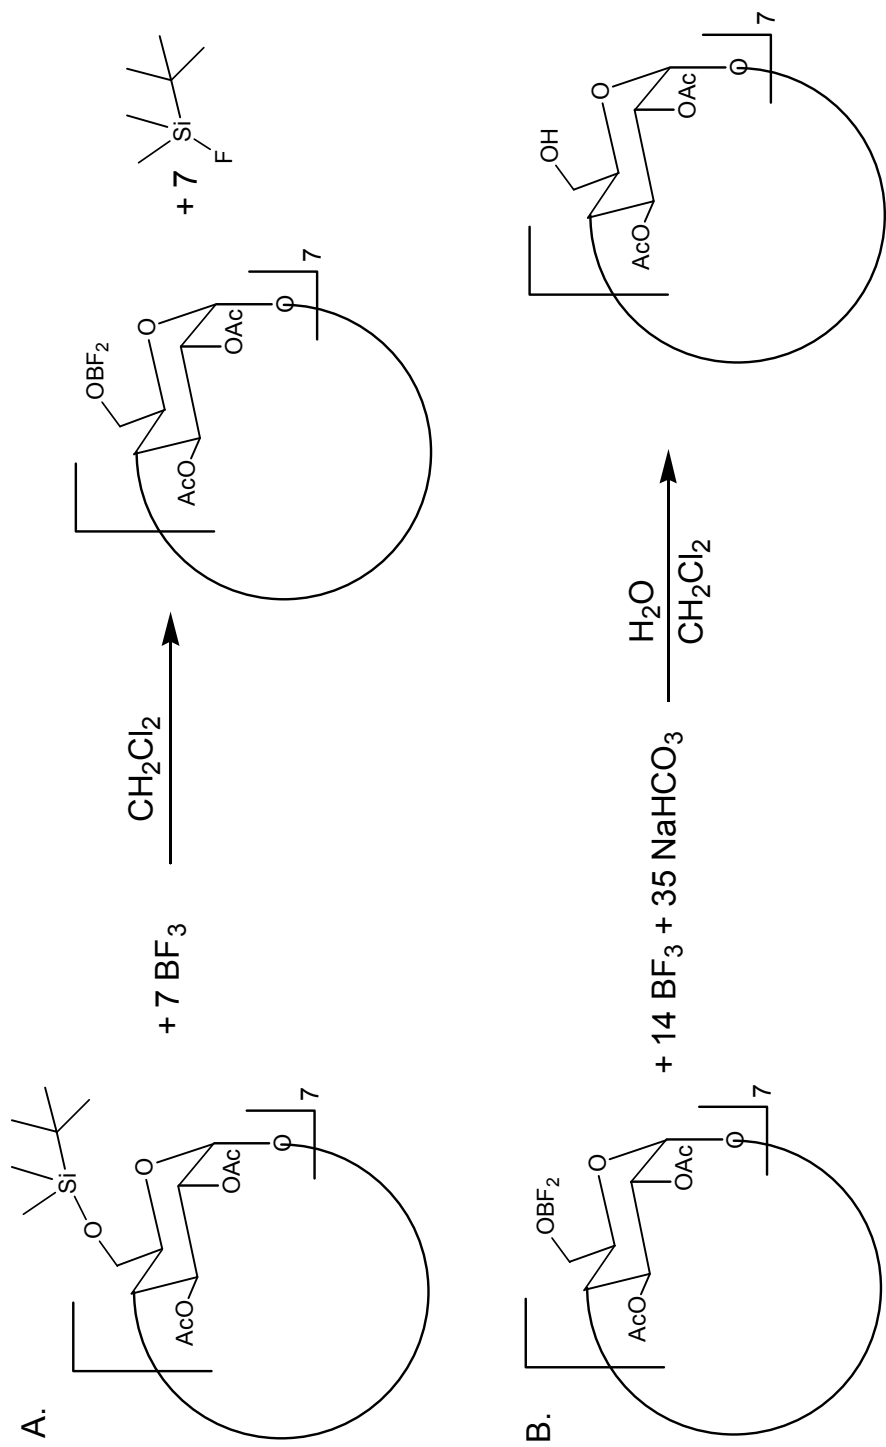 A.
Si
O
O
AcO
OAc
O
7
+ 7 BF3
CH2Cl2
OBF2
O
AcO
OAc
O
7
+ 7
Si
F
B.
OBF2
O
AcO
OAc
O
7
+ 14 BF3 + 35 NaHCO3
H2O
CH2Cl2
OH
O
AcO
OAc
O
7